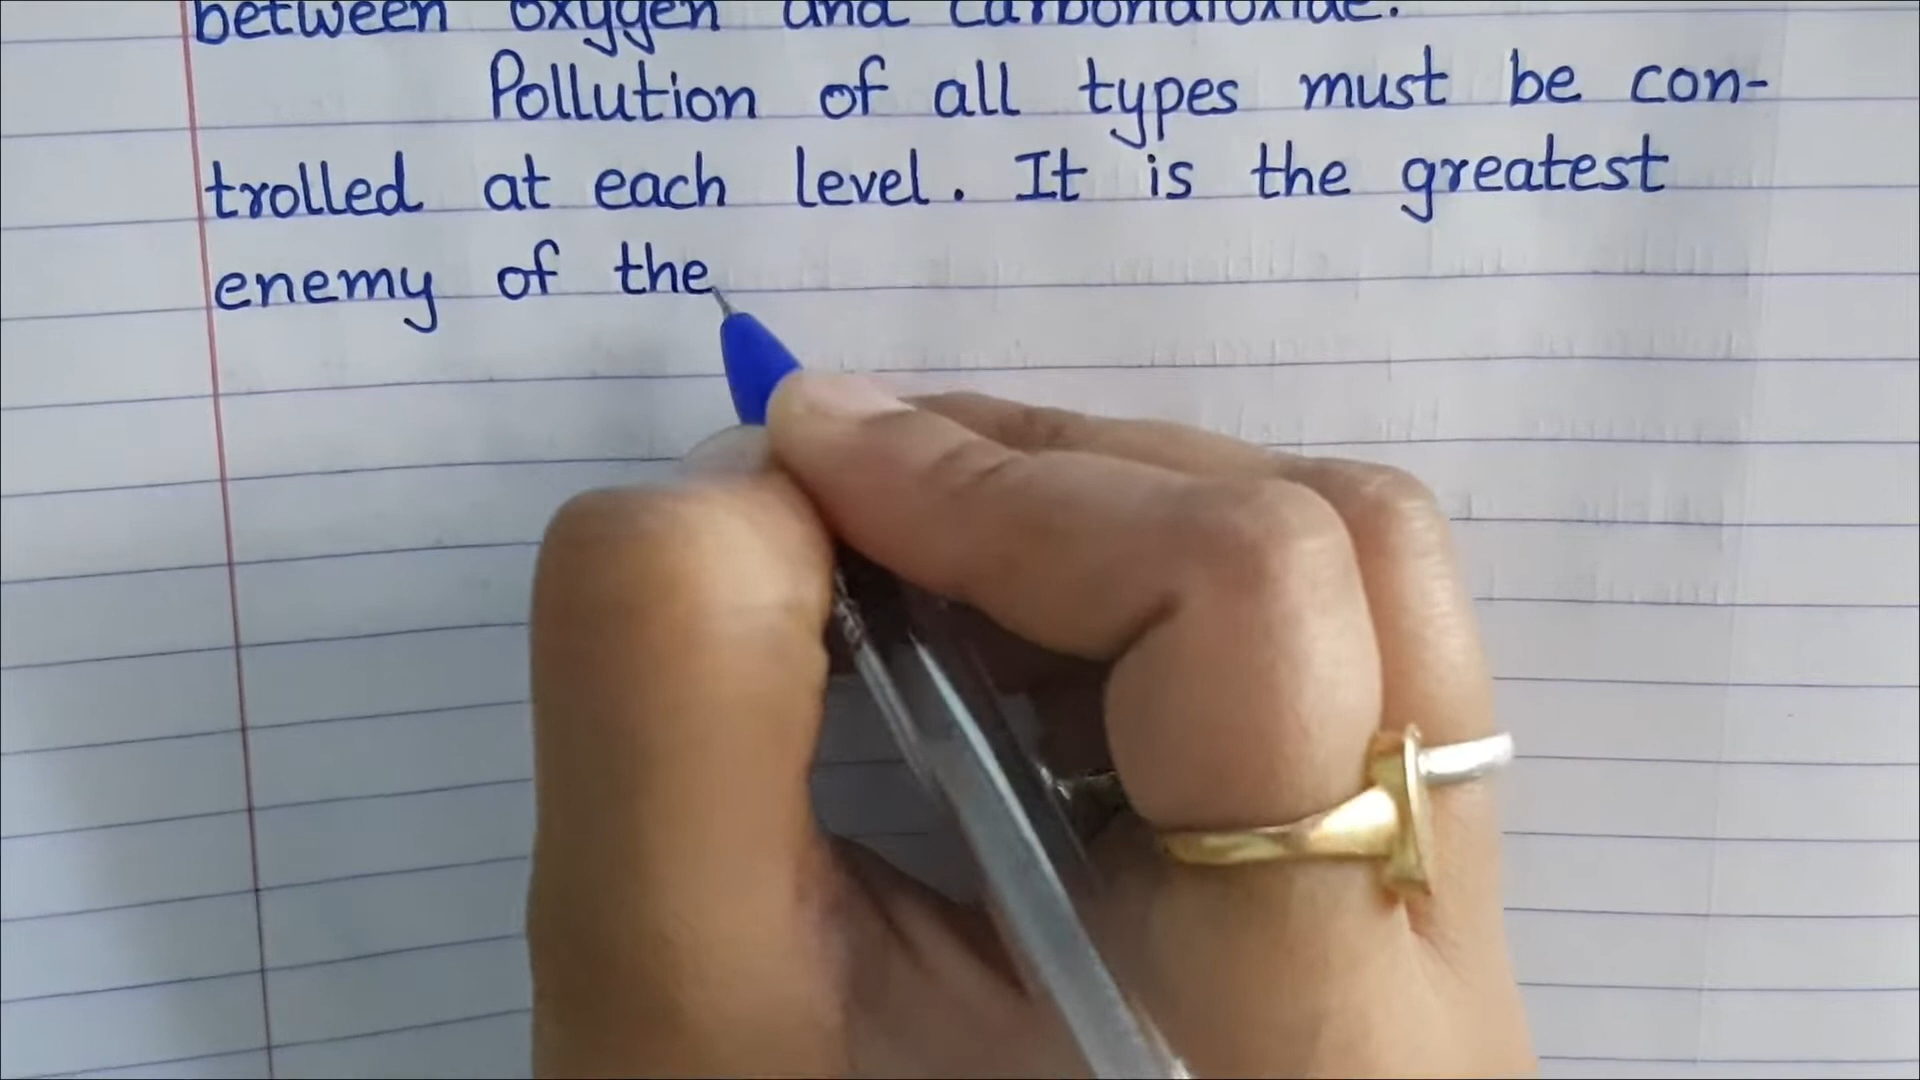 between oxygen and carbondioxide.
Pollution of all types must be con-
trolled at each level. It is the greatest
enemy of the